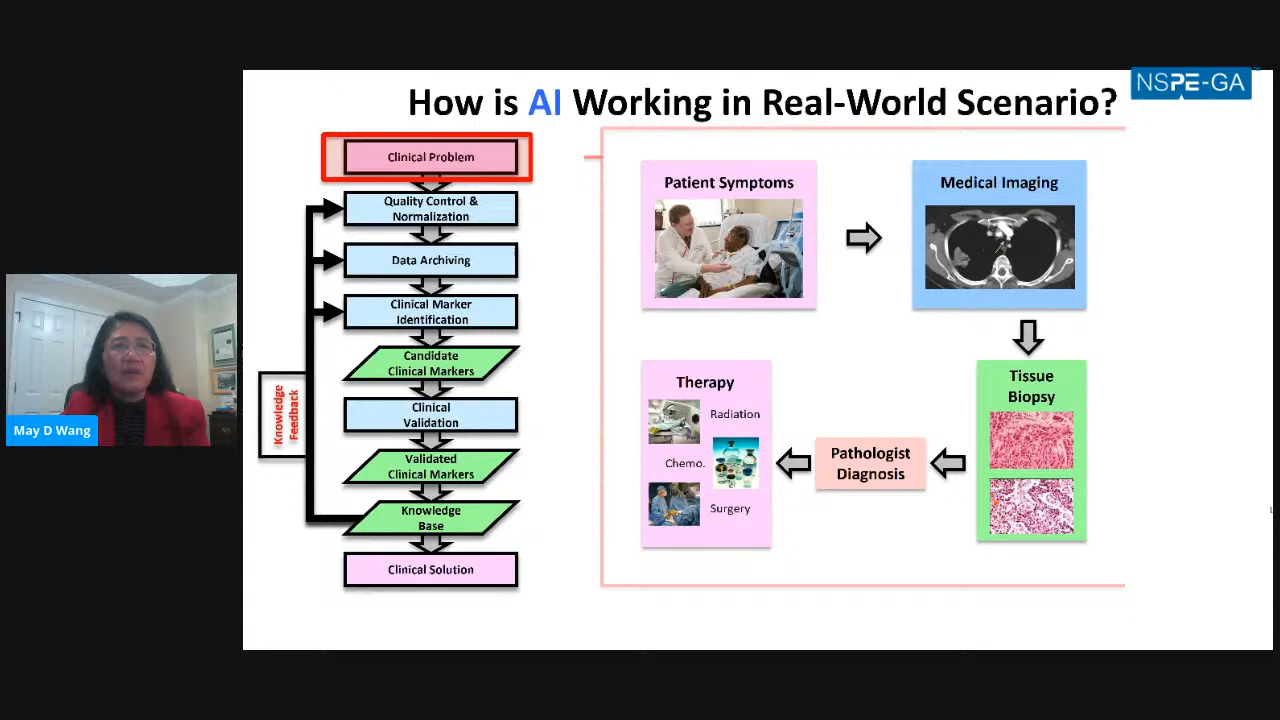 NSPE-GA
How is AI Working in Real-World Scenario?
Clinical Problem
Quality Control &
Normalization
Data Archiving
Clinical Marker
Identification
Candidate
Clinical Markers
Clinical
Validation
Validated
Clinical Markers
Knowledge
Base
Clinical Solution
Knowledge
Feedback
Patient Symptoms
Medical Imaging
Tissue
Biopsy
Pathologist
Diagnosis
Therapy
Radiation
Chemo.
Surgery
May D Wang